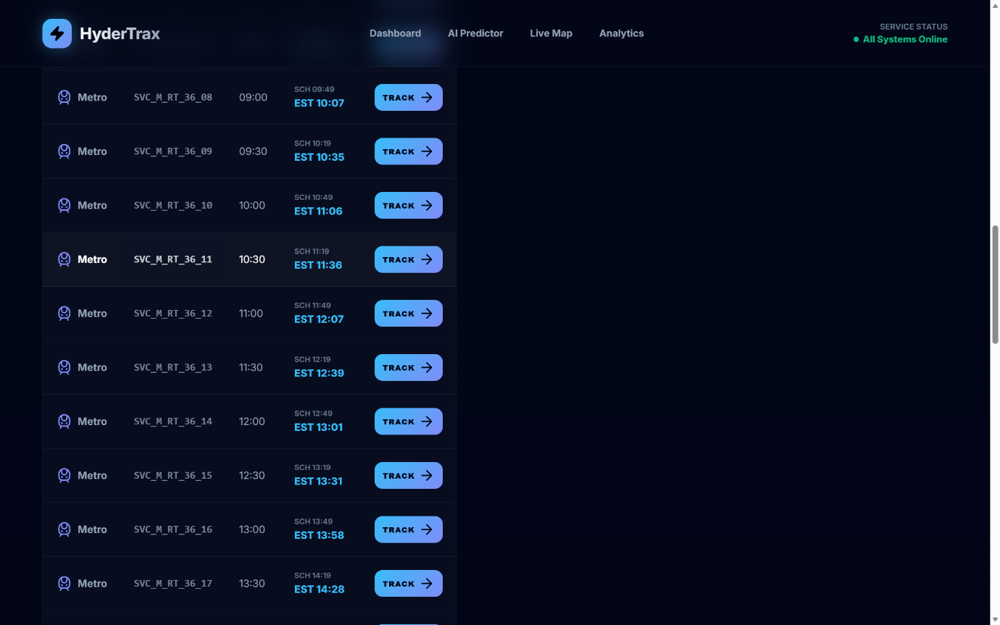 HyderTrax
Dashboard AI Predictor Live Map Analytics
SERVICE STATUS
All Systems Online
Metro SVC_M_RT_36_08 09:00 SCH 09:49
EST 10:07 TRACK
Metro SVC_M_RT_36_09 09:30 SCH 10:19
EST 10:35 TRACK
Metro SVC_M_RT_36_10 10:00 SCH 10:49
EST 11:06 TRACK
Metro SVC_M_RT_36_11 10:30 SCH 11:19
EST 11:36 TRACK
Metro SVC_M_RT_36_12 11:00 SCH 11:49
EST 12:07 TRACK
Metro SVC_M_RT_36_13 11:30 SCH 12:19
EST 12:39 TRACK
Metro SVC_M_RT_36_14 12:00 SCH 12:49
EST 13:01 TRACK
Metro SVC_M_RT_36_15 12:30 SCH 13:19
EST 13:31 TRACK
Metro SVC_M_RT_36_16 13:00 SCH 13:49
EST 13:58 TRACK
Metro SVC_M_RT_36_17 13:30 SCH 14:19
EST 14:28 TRACK